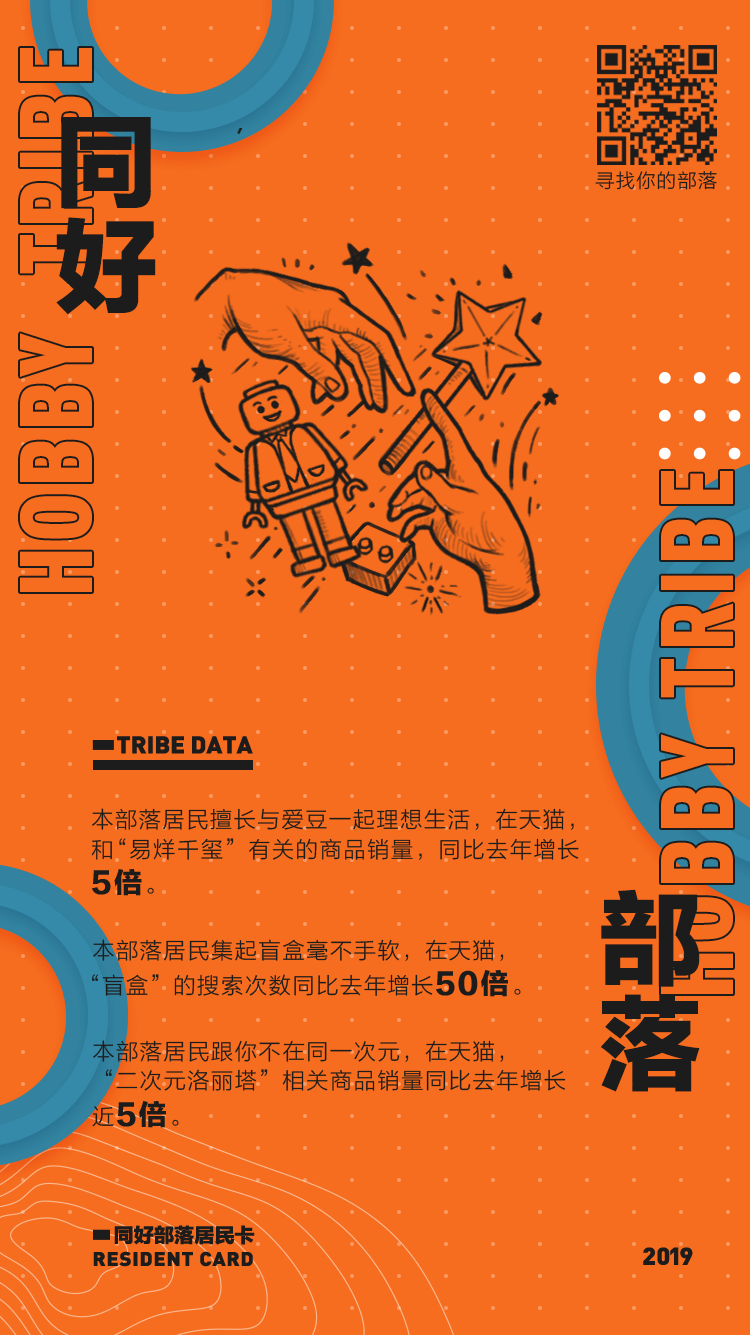 HOBBY TRIBE
同好
寻找你的部落
HOBBY TRIBE
部落
TRIBE DATA
本部落居民擅长与爱豆一起理想生活，在天猫，
和“易烊千玺”有关的商品销量，同比去年增长
5倍。
本部落居民集起盲盒毫不手软，在天猫，
“盲盒”的搜索次数同比去年增长50倍。
本部落居民跟你不在同一次元，在天猫，
“二次元洛丽塔”相关商品销量同比去年增长
近5倍。
同好部落居民卡
RESIDENT CARD
2019